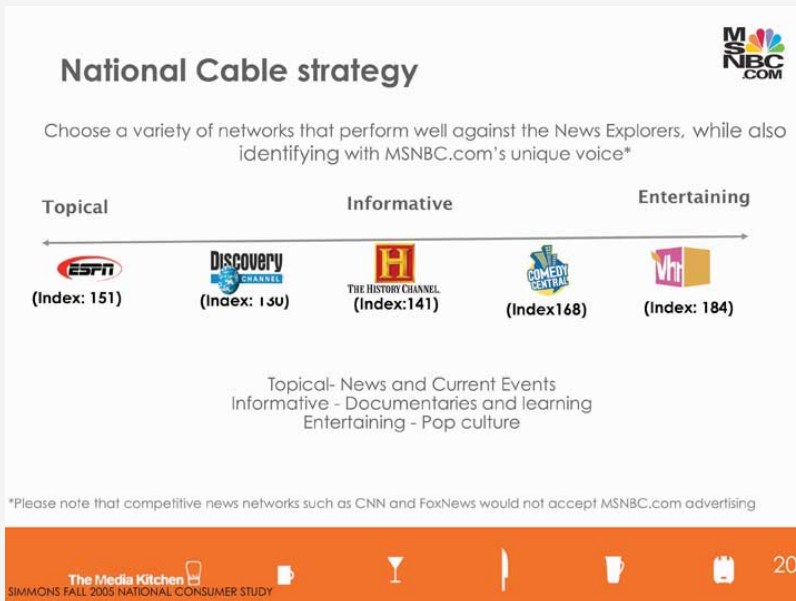 MSNBC
.COM
National Cable strategy
Choose a variety of networks that perform well against the News Explorers, while also
identifying with MSNBC.com's unique voice*
Topical
Informative
Entertaining
ESPN
DISCOVERY
CHANNEL
H
THE HISTORY CHANNEL
COMEDY
CENTRAL
Vh1
(Index: 151)
(Index: 130)
(Index:141)
(Index168)
(Index: 184)
Topical- News and Current Events
Informative - Documentaries and learning
Entertaining - Pop culture
*Please note that competitive news networks such as CNN and FoxNews would not accept MSNBC.com advertising
The Media Kitchen
20
SIMMONS FALL 2005 NATIONAL CONSUMER STUDY